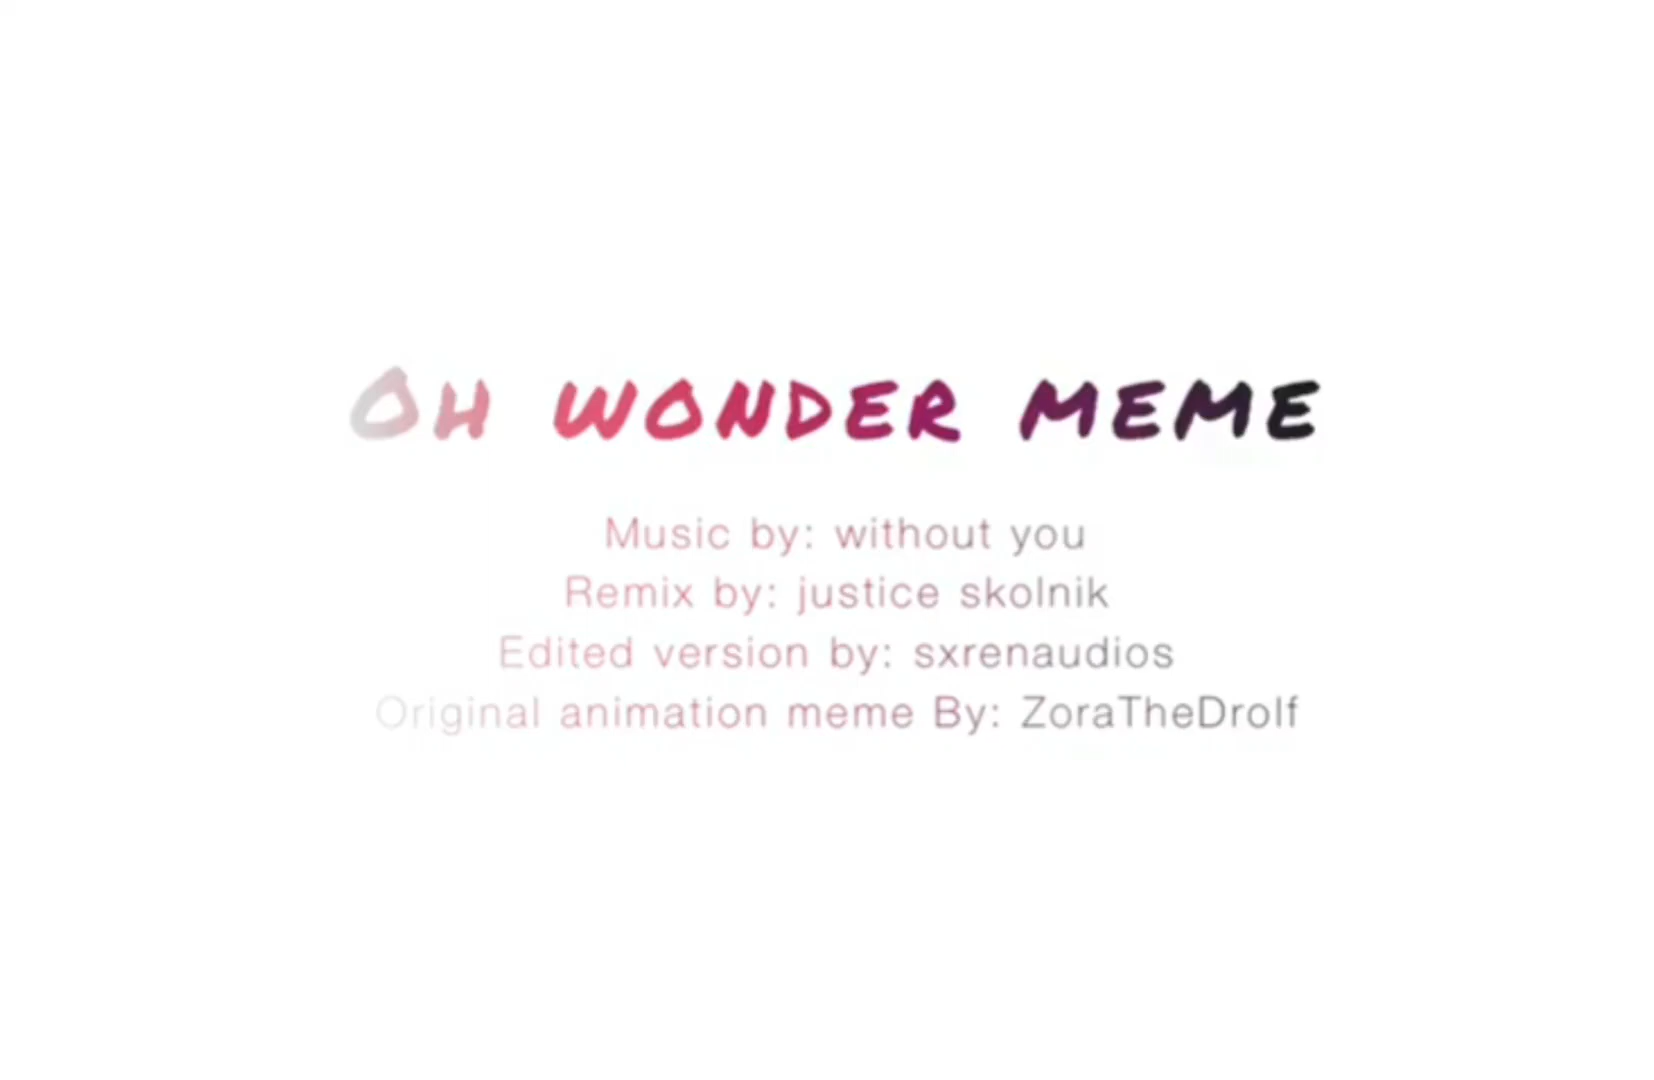 Oh wonder meme
Music by: without you
Remix by: justice skolnik
Edited version by: sxrenaudios
Original animation meme By: ZoraTheDrolf